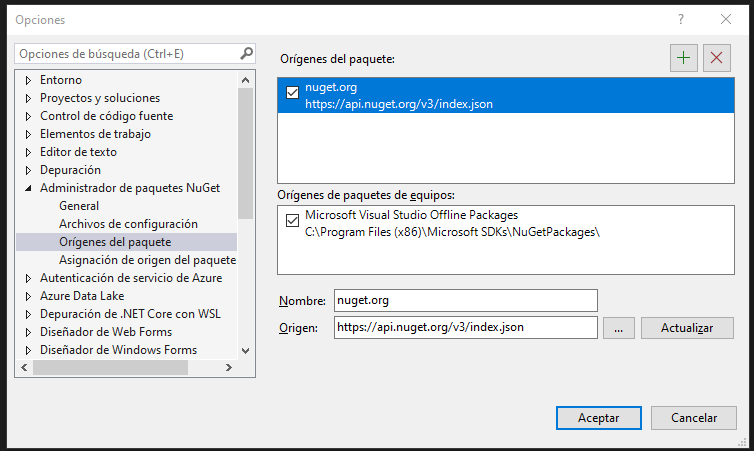 Opciones
Opciones de búsqueda (Ctrl+E)
Entorno
Proyectos y soluciones
Control de código fuente
Elementos de trabajo
Editor de texto
Depuración
Administrador de paquetes NuGet
General
Archivos de configuración
Orígenes del paquete
Asignación de origen del paquete
Autenticación de servicio de Azure
Azure Data Lake
Depuración de .NET Core con WSL
Diseñador de Web Forms
Diseñador de Windows Forms
Orígenes del paquete:
nuget.org
https://api.nuget.org/v3/index.json
Orígenes de paquetes de equipos:
Microsoft Visual Studio Offline Packages
C:\Program Files (x86)\Microsoft SDKs\NuGetPackages\
Nombre: nuget.org
Origen: https://api.nuget.org/v3/index.json ... Actualizar
Aceptar Cancelar